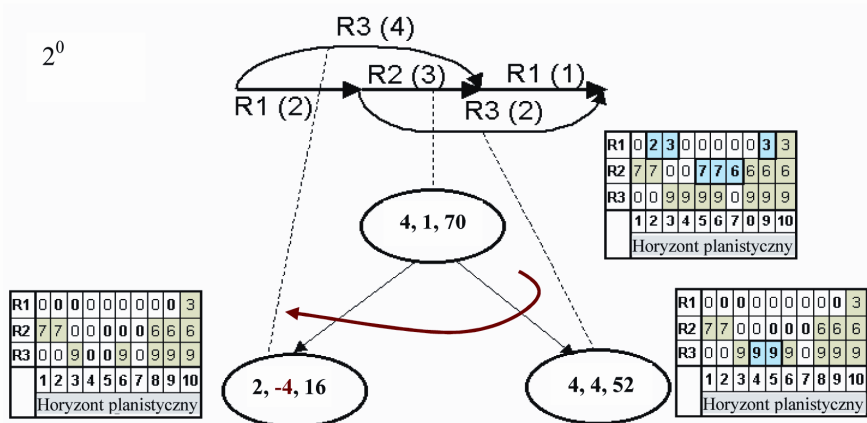 R3 (4)
2⁰
R2 (3) R1 (1)
R1 (2) R3 (2)
R1 0 2 3 0 0 0 0 0 3 3
R2 7 7 0 0 7 7 6 6 6 6
R3 0 0 9 9 9 9 0 9 9 9
1 2 3 4 5 6 7 8 9 10
Horyzont planistyczny
4, 1, 70
R1 0 0 0 0 0 0 0 0 0 3
R2 7 7 0 0 0 0 0 6 6 6
R3 0 0 9 0 0 9 0 9 9 9
1 2 3 4 5 6 7 8 9 10
Horyzont planistyczny
2, -4, 16
4, 4, 52
R1 0 0 0 0 0 0 0 0 0 3
R2 7 7 0 0 0 0 0 6 6 6
R3 0 0 9 9 9 9 0 9 9 9
1 2 3 4 5 6 7 8 9 10
Horyzont planistyczny